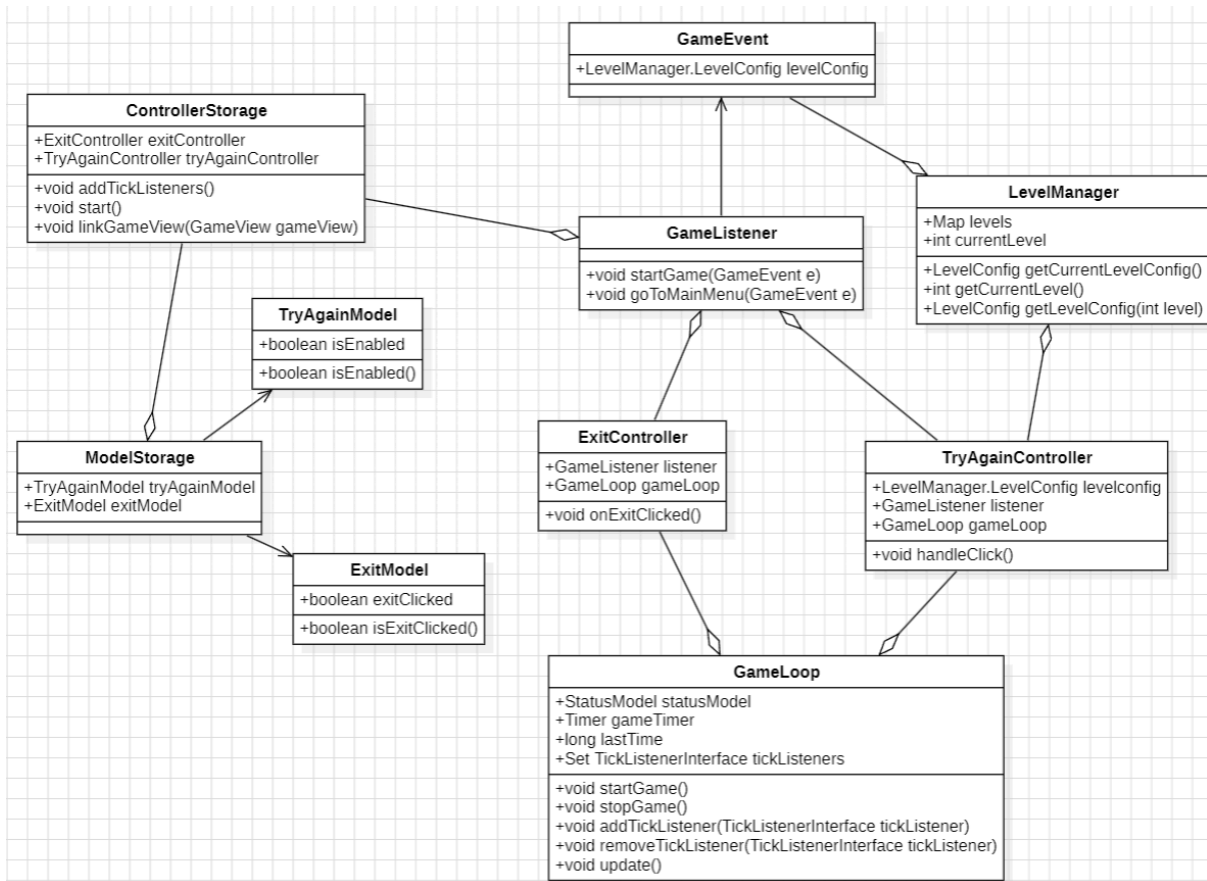 GameEvent
+LevelManager.LevelConfig levelConfig
ControllerStorage
+ExitController exitController
+TryAgainController tryAgainController
+void addTickListeners()
+void start()
+void linkGameView(GameView gameView)
LevelManager
+Map levels
+int currentLevel
+LevelConfig getCurrentLevelConfig()
+int getCurrentLevel()
+LevelConfig getLevelConfig(int level)
GameListener
+void startGame(GameEvent e)
+void goToMainMenu(GameEvent e)
TryAgainModel
+boolean isEnabled
+boolean isEnabled()
ModelStorage
+TryAgainModel tryAgainModel
+ExitModel exitModel
ExitController
+GameListener listener
+GameLoop gameLoop
+void onExitClicked()
TryAgainController
+LevelManager.LevelConfig levelconfig
+GameListener listener
+GameLoop gameLoop
+void handleClick()
ExitModel
+boolean exitClicked
+boolean isExitClicked()
GameLoop
+StatusModel statusModel
+Timer gameTimer
+long lastTime
+Set TickListenerInterface tickListeners
+void startGame()
+void stopGame()
+void addTickListener(TickListenerInterface tickListener)
+void removeTickListener(TickListenerInterface tickListener)
+void update()